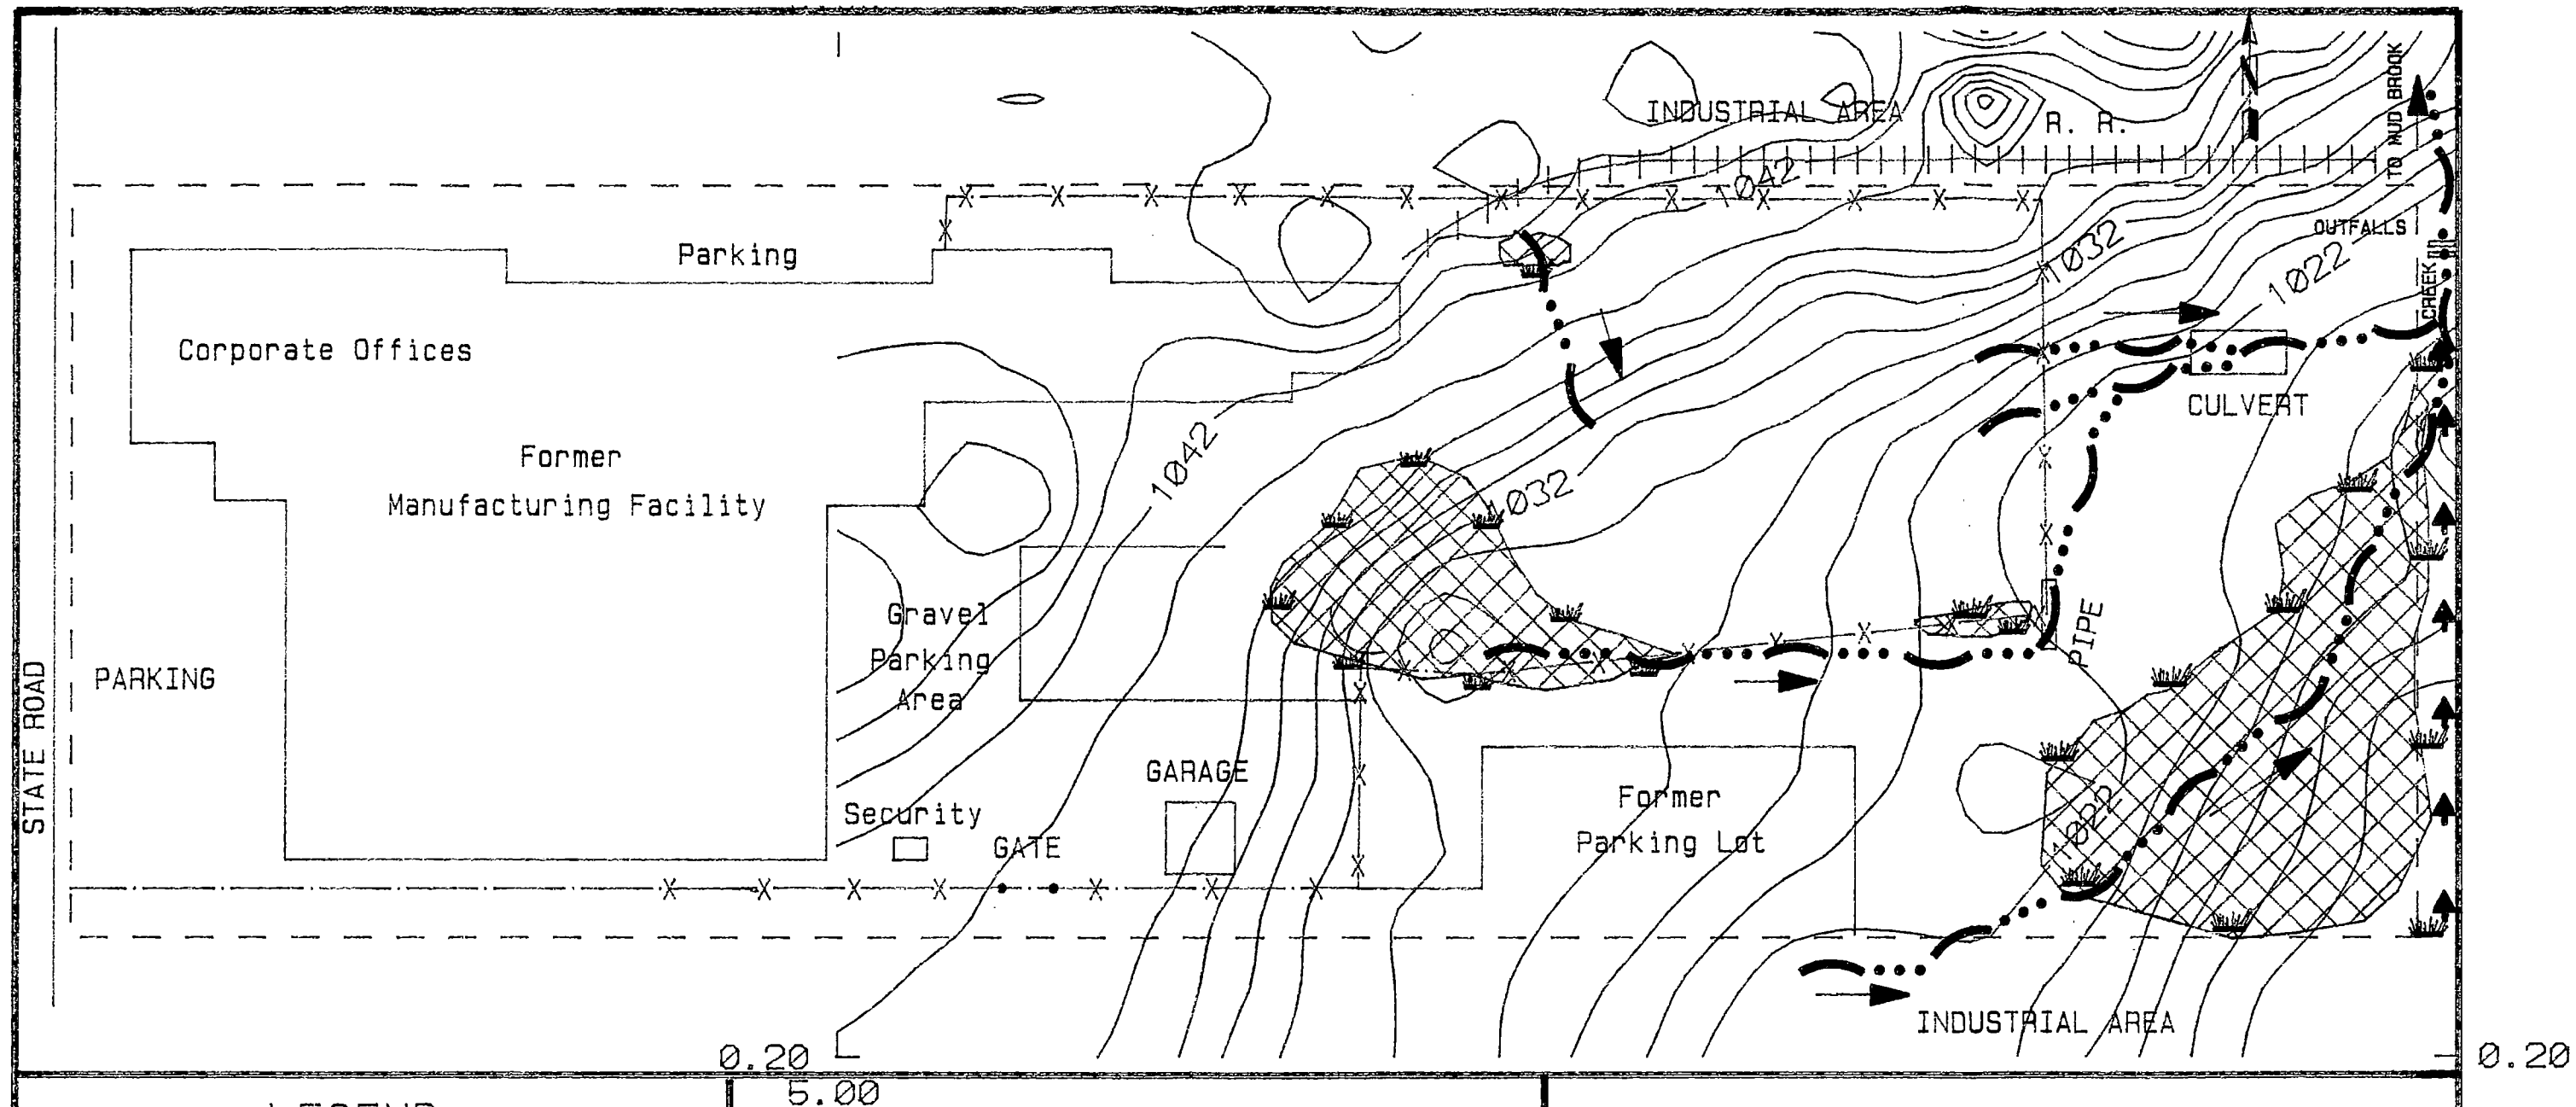 INDUSTRIAL AREA
R. R.
TO MUD BROOK
1042
Parking
OUTFALLS
1032
1022
CREEK
Corporate Offices
CULVERT
Former
Manufacturing Facility
1042
1032
Gravel
Parking
Area
PIPE
STATE ROAD
PARKING
GARAGE
Security
GATE
Former
Parking Lot
1022
INDUSTRIAL AREA
0.20
0.20
5.00
LEGEND